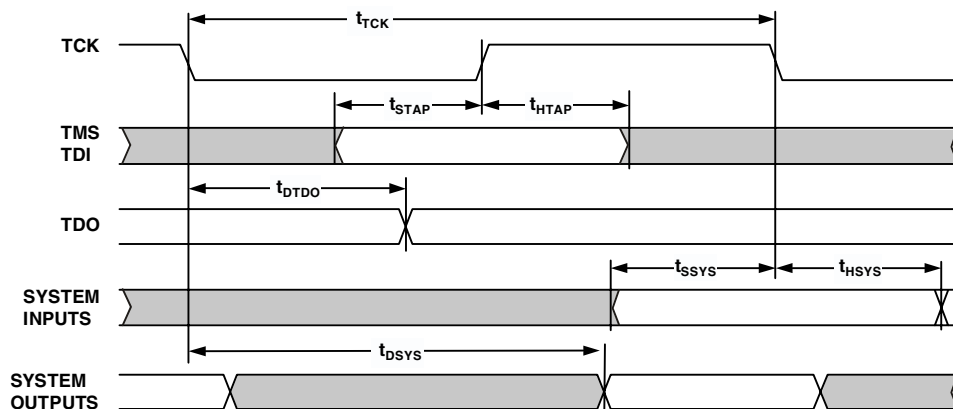 tTCK
TCK
tSTAP
tHTAP
TMS
TDI
tDTDO
TDO
tSSYS
tHSYS
SYSTEM
INPUTS
tDSYS
SYSTEM
OUTPUTS